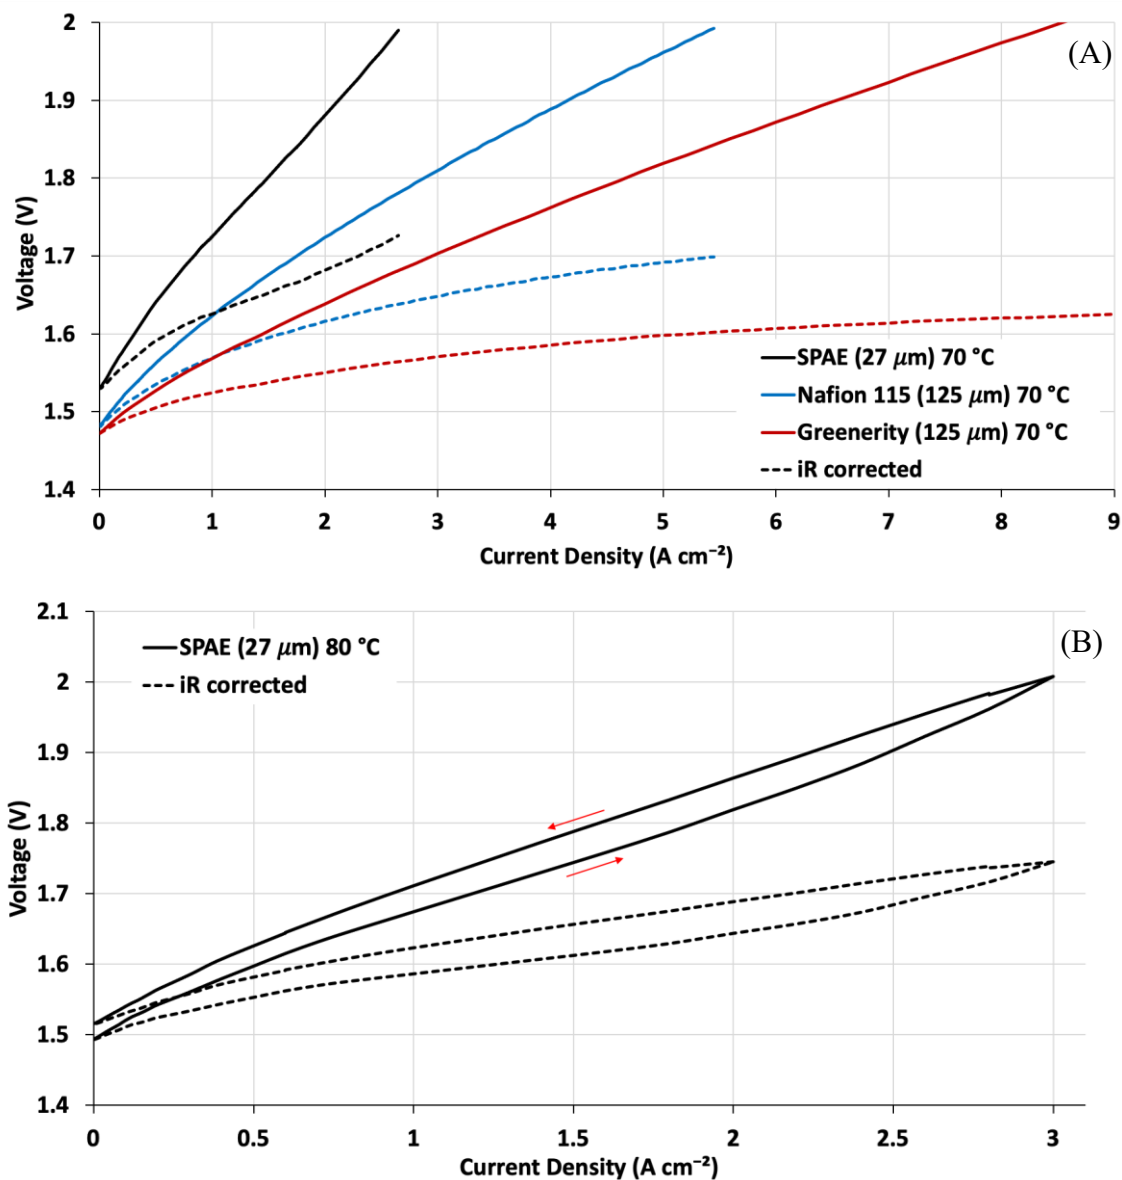 (A)
2
1.9
1.8
1.7
1.6
1.5
1.4
Voltage (V)
SPAE (27 μm) 70 °C
Nafion 115 (125 μm) 70 °C
Greenerity (125 μm) 70 °C
iR corrected
0 1 2 3 4 5 6 7 8 9
Current Density (A cm⁻²)
(B)
2.1
2
1.9
1.8
1.7
1.6
1.5
1.4
Voltage (V)
SPAE (27 μm) 80 °C
iR corrected
0 0.5 1 1.5 2 2.5 3
Current Density (A cm⁻²)